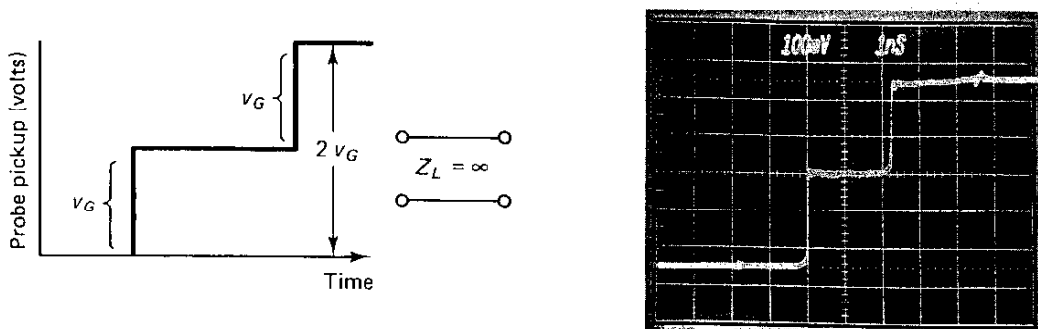 Probe pickup (volts)
v_G
v_G
2 v_G
Z_L = ∞
Time
100mV 1nS